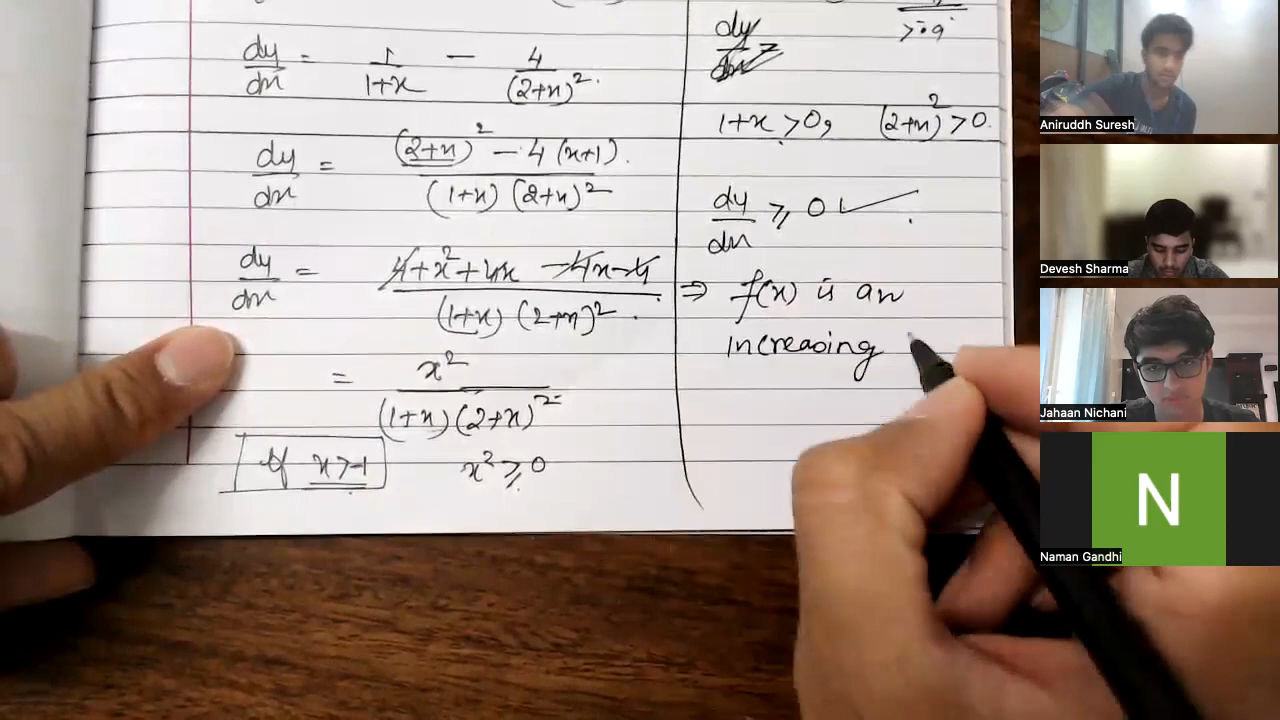 dy/dx = 1/(1+x) - 4/(2+x)².
dy/dx = ((2+x)² - 4(x+1))/((1+x)(2+x)²)
dy/dx = (4+x²+4x-4x-4)/((1+x)(2+x)²).
= x²/((1+x)(2+x)²)
If x>-1 x² ≥ 0
dy/dx =
1+x >0, (2+x)² >0.
dy/dx ≥ 0 ✓.
⇒ f(x) is an
increasing
Aniruddh Suresh
Devesh Sharma
Jahaan Nichani
N
Naman Gandhi